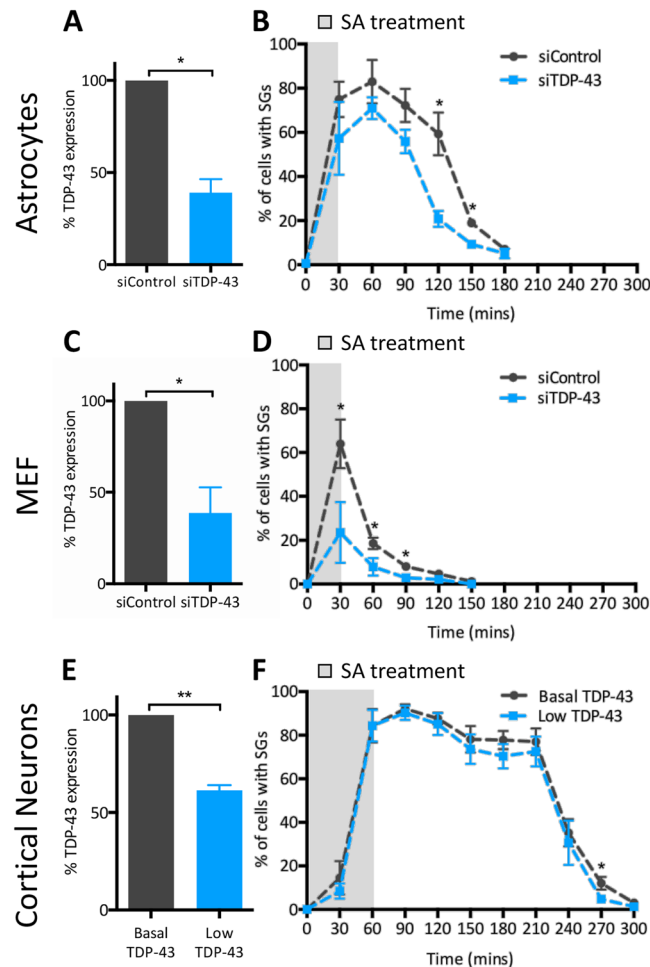 A
B
SA treatment
Astrocytes
% TDP-43 expression
100
50
0
*
siControl siTDP-43
% of cells with SGs
100
80
60
40
20
0
siControl
siTDP-43
*
*
0 30 60 90 120 150 180 210 240 270 300
Time (mins)
C
D
SA treatment
MEF
% TDP-43 expression
100
50
0
*
siControl siTDP-43
% of cells with SGs
100
80
60
40
20
0
siControl
siTDP-43
*
*
*
0 30 60 90 120 150 180 210 240 270 300
Time (mins)
E
F
SA treatment
Cortical Neurons
% TDP-43 expression
100
50
0
**
Basal
TDP-43
Low
TDP-43
% of cells with SGs
100
80
60
40
20
0
Basal TDP-43
Low TDP-43
*
0 30 60 90 120 150 180 210 240 270 300
Time (mins)